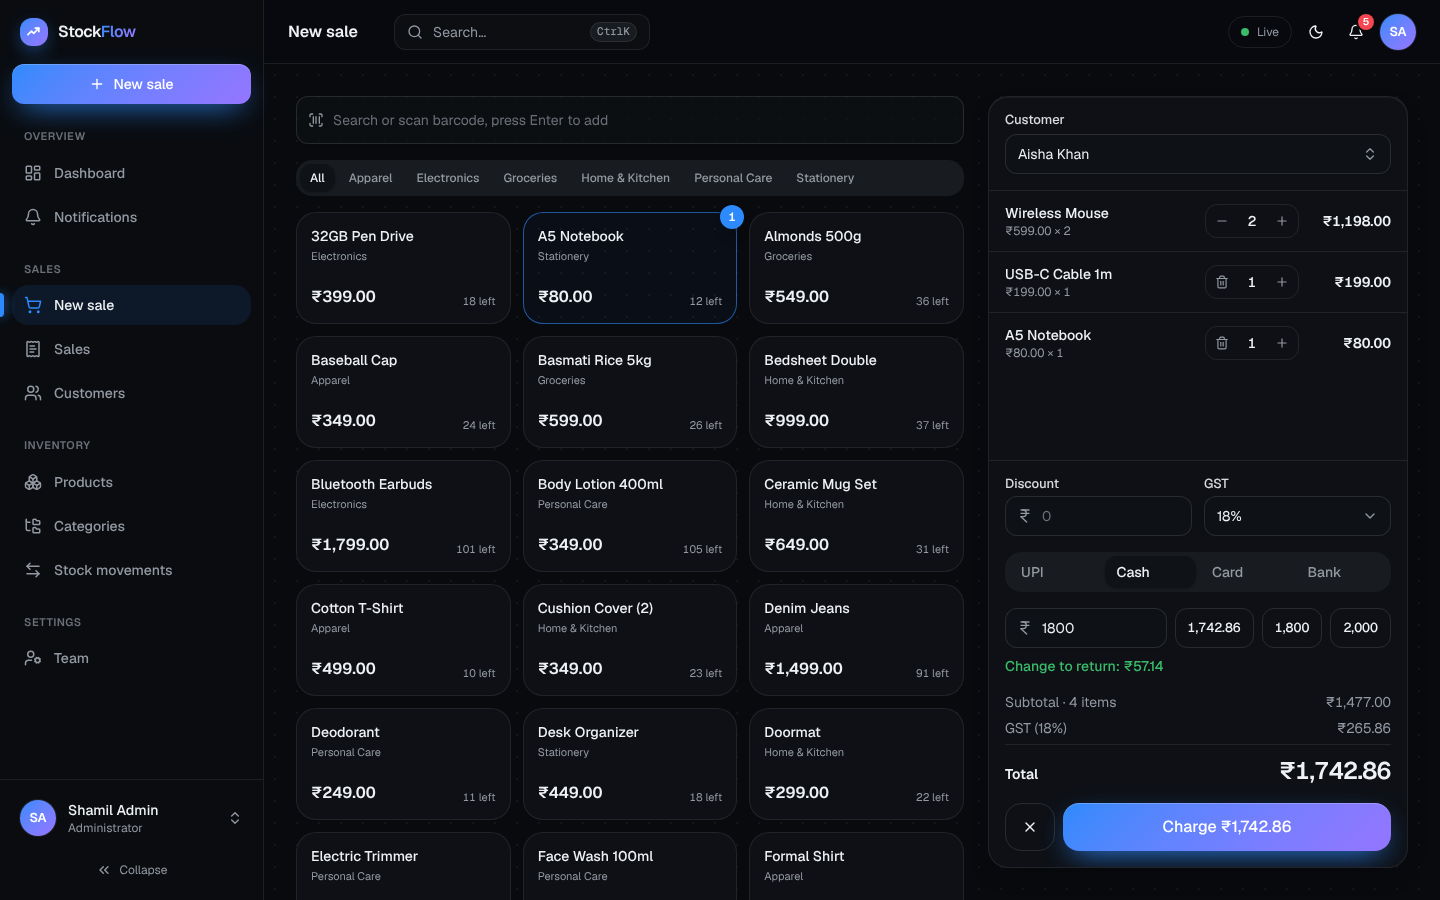 StockFlow
New sale
OVERVIEW
Dashboard
Notifications
SALES
New sale
Sales
Customers
INVENTORY
Products
Categories
Stock movements
SETTINGS
Team
SA
Shamil Admin
Administrator
Collapse
New sale
Search...
CtrlK
Live
5
SA
Search or scan barcode, press Enter to add
All Apparel Electronics Groceries Home & Kitchen Personal Care Stationery
32GB Pen Drive
Electronics
₹399.00 18 left
1
A5 Notebook
Stationery
₹80.00 12 left
Almonds 500g
Groceries
₹549.00 36 left
Baseball Cap
Apparel
₹349.00 24 left
Basmati Rice 5kg
Groceries
₹599.00 26 left
Bedsheet Double
Home & Kitchen
₹999.00 37 left
Bluetooth Earbuds
Electronics
₹1,799.00 101 left
Body Lotion 400ml
Personal Care
₹349.00 105 left
Ceramic Mug Set
Home & Kitchen
₹649.00 31 left
Cotton T-Shirt
Apparel
₹499.00 10 left
Cushion Cover (2)
Home & Kitchen
₹349.00 23 left
Denim Jeans
Apparel
₹1,499.00 91 left
Deodorant
Personal Care
₹249.00 11 left
Desk Organizer
Stationery
₹449.00 18 left
Doormat
Home & Kitchen
₹299.00 22 left
Electric Trimmer
Personal Care
Face Wash 100ml
Personal Care
Formal Shirt
Apparel
Customer
Aisha Khan
Wireless Mouse
₹599.00 × 2
2
₹1,198.00
USB-C Cable 1m
₹199.00 × 1
1
₹199.00
A5 Notebook
₹80.00 × 1
1
₹80.00
Discount
₹ 0
GST
18%
UPI Cash Card Bank
₹ 1800
1,742.86
1,800
2,000
Change to return: ₹57.14
Subtotal · 4 items ₹1,477.00
GST (18%) ₹265.86
Total ₹1,742.86
Charge ₹1,742.86